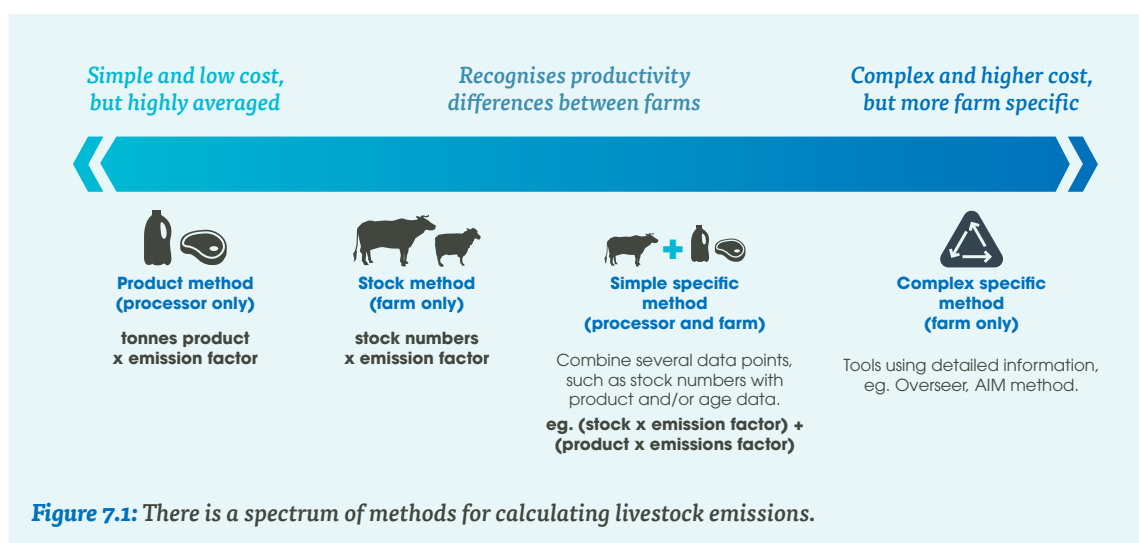 Simple and low cost,
but highly averaged
Recognises productivity
differences between farms
Complex and higher cost,
but more farm specific
Product method
(processor only)
tonnes product
x emission factor
Stock method
(farm only)
stock numbers
x emission factor
Simple specific
method
(processor and farm)
Combine several data points,
such as stock numbers with
product and/or age data.
eg. (stock x emission factor) +
(product x emissions factor)
Complex specific
method
(farm only)
Tools using detailed information,
eg. Overseer, AIM method.
Figure 7.1: There is a spectrum of methods for calculating livestock emissions.